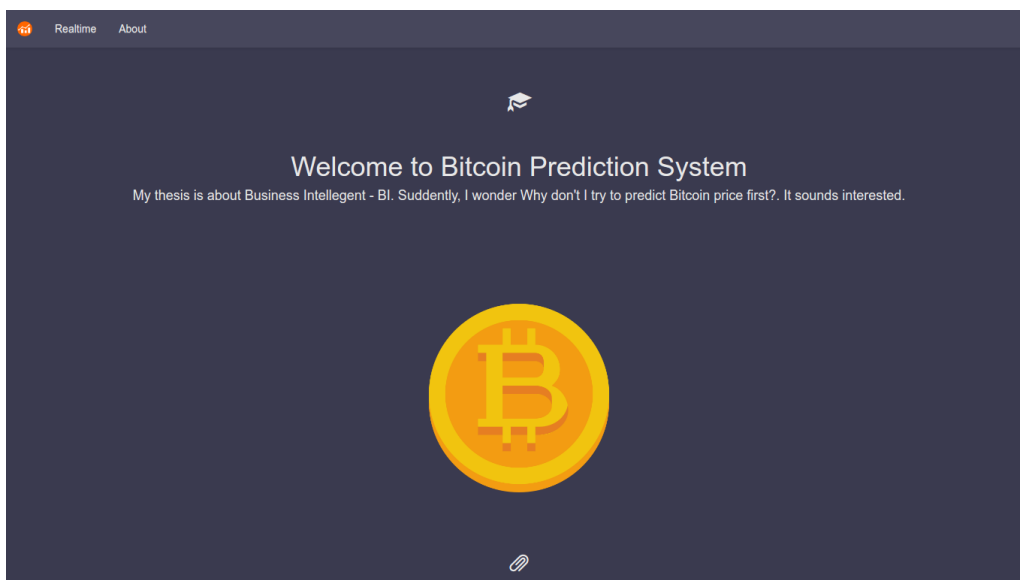 Realtime About
Welcome to Bitcoin Prediction System
My thesis is about Business Intellegent - BI. Suddently, I wonder Why don't I try to predict Bitcoin price first?. It sounds interested.